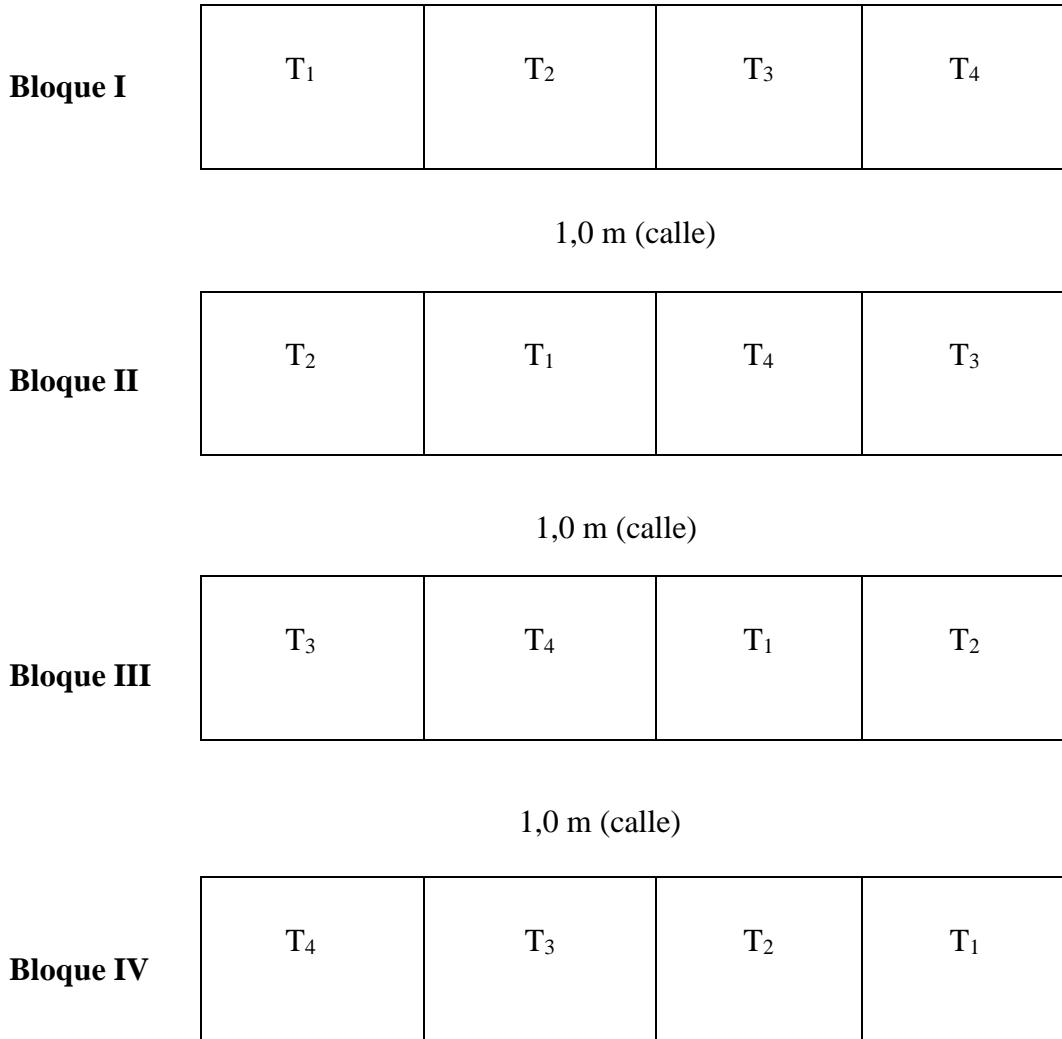 T₁ T₂ T₃ T₄
Bloque I
1,0 m (calle)
T₂ T₁ T₄ T₃
Bloque II
1,0 m (calle)
T₃ T₄ T₁ T₂
Bloque III
1,0 m (calle)
T₄ T₃ T₂ T₁
Bloque IV